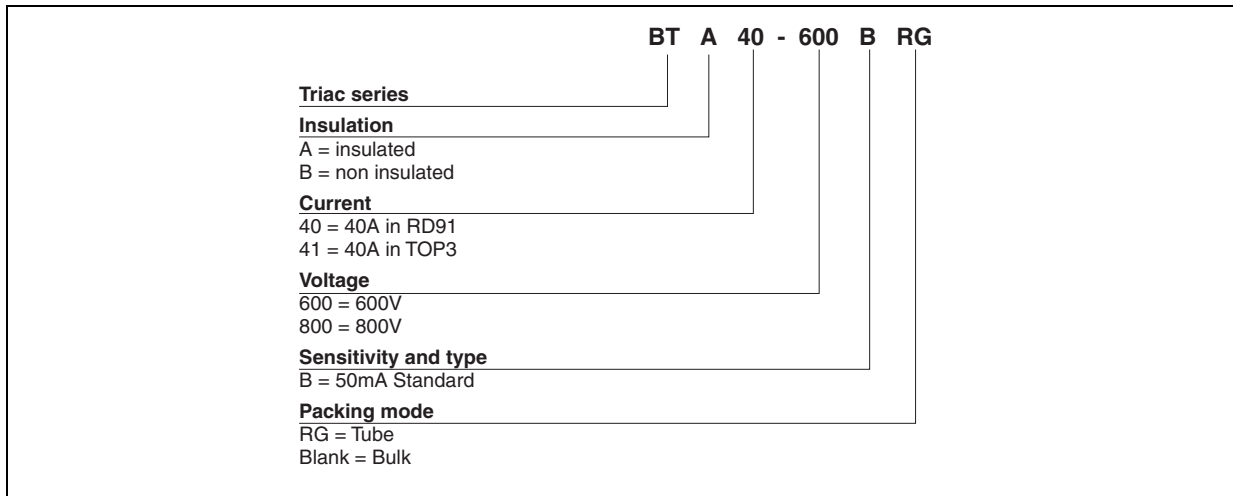 BT A 40 - 600 B RG
Triac series
Insulation
A = insulated
B = non insulated
Current
40 = 40A in RD91
41 = 40A in TOP3
Voltage
600 = 600V
800 = 800V
Sensitivity and type
B = 50mA Standard
Packing mode
RG = Tube
Blank = Bulk